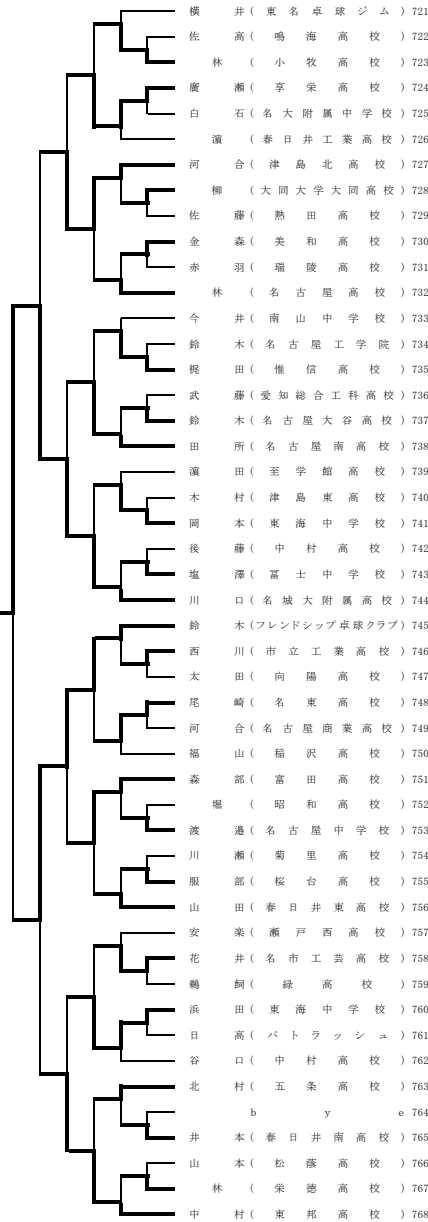 横井(東名卓球ジム)721
佐高(鳴海高校)722
林(小牧高校)723
廣瀬(享栄高校)724
白石(名大附属中学校)725
濵(春日井工業高校)726
河合(津島北高校)727
柳(大同大学大同高校)728
佐藤(熱田高校)729
金森(美和高校)730
赤羽(瑞陵高校)731
林(名古屋高校)732
今井(南山中学校)733
鈴木(名古屋工学院)734
梶田(惟信高校)735
武藤(愛知総合工科高校)736
鈴木(名古屋大谷高校)737
田所(名古屋南高校)738
濵田(至学館高校)739
木村(津島東高校)740
岡本(東海中学校)741
後藤(中村高校)742
塩澤(冨士中学校)743
川口(名城大附属高校)744
鈴木(フレンドシップ卓球クラブ)745
西川(市立工業高校)746
太田(向陽高校)747
尾崎(名東高校)748
河合(名古屋商業高校)749
福山(稲沢高校)750
森部(富田高校)751
堀(昭和高校)752
渡邉(名古屋中学校)753
川瀬(菊里高校)754
服部(桜台高校)755
山田(春日井東高校)756
安楽(瀬戸西高校)757
花井(名市工芸高校)758
鵜飼(緑高校)759
浜田(東海中学校)760
日高(パトラッシュ)761
谷口(中村高校)762
北村(五条高校)763
bye 764
井本(春日井南高校)765
山本(松蔭高校)766
林(栄徳高校)767
中村(東邦高校)768